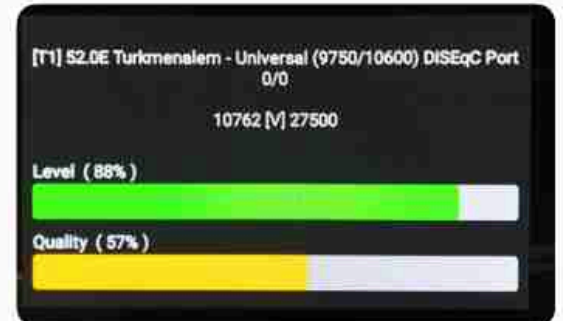 [T1] 52.0E Turkmenalem - Universal (9750/10600) DISEqC Port
0/0
10762 [V] 27500
Level ( 88% )
Quality ( 57% )